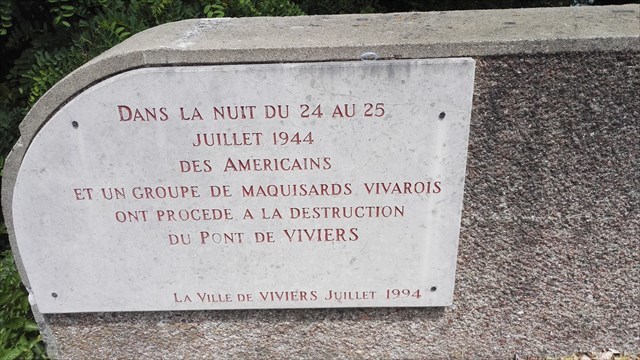 DANS LA NUIT DU 24 AU 25
JUILLET 1944
DES AMERICAINS
ET UN GROUPE DE MAQUISARDS VIVAROIS
ONT PROCEDE A LA DESTRUCTION
DU PONT DE VIVIERS
LA VILLE DE VIVIERS JUILLET 1994